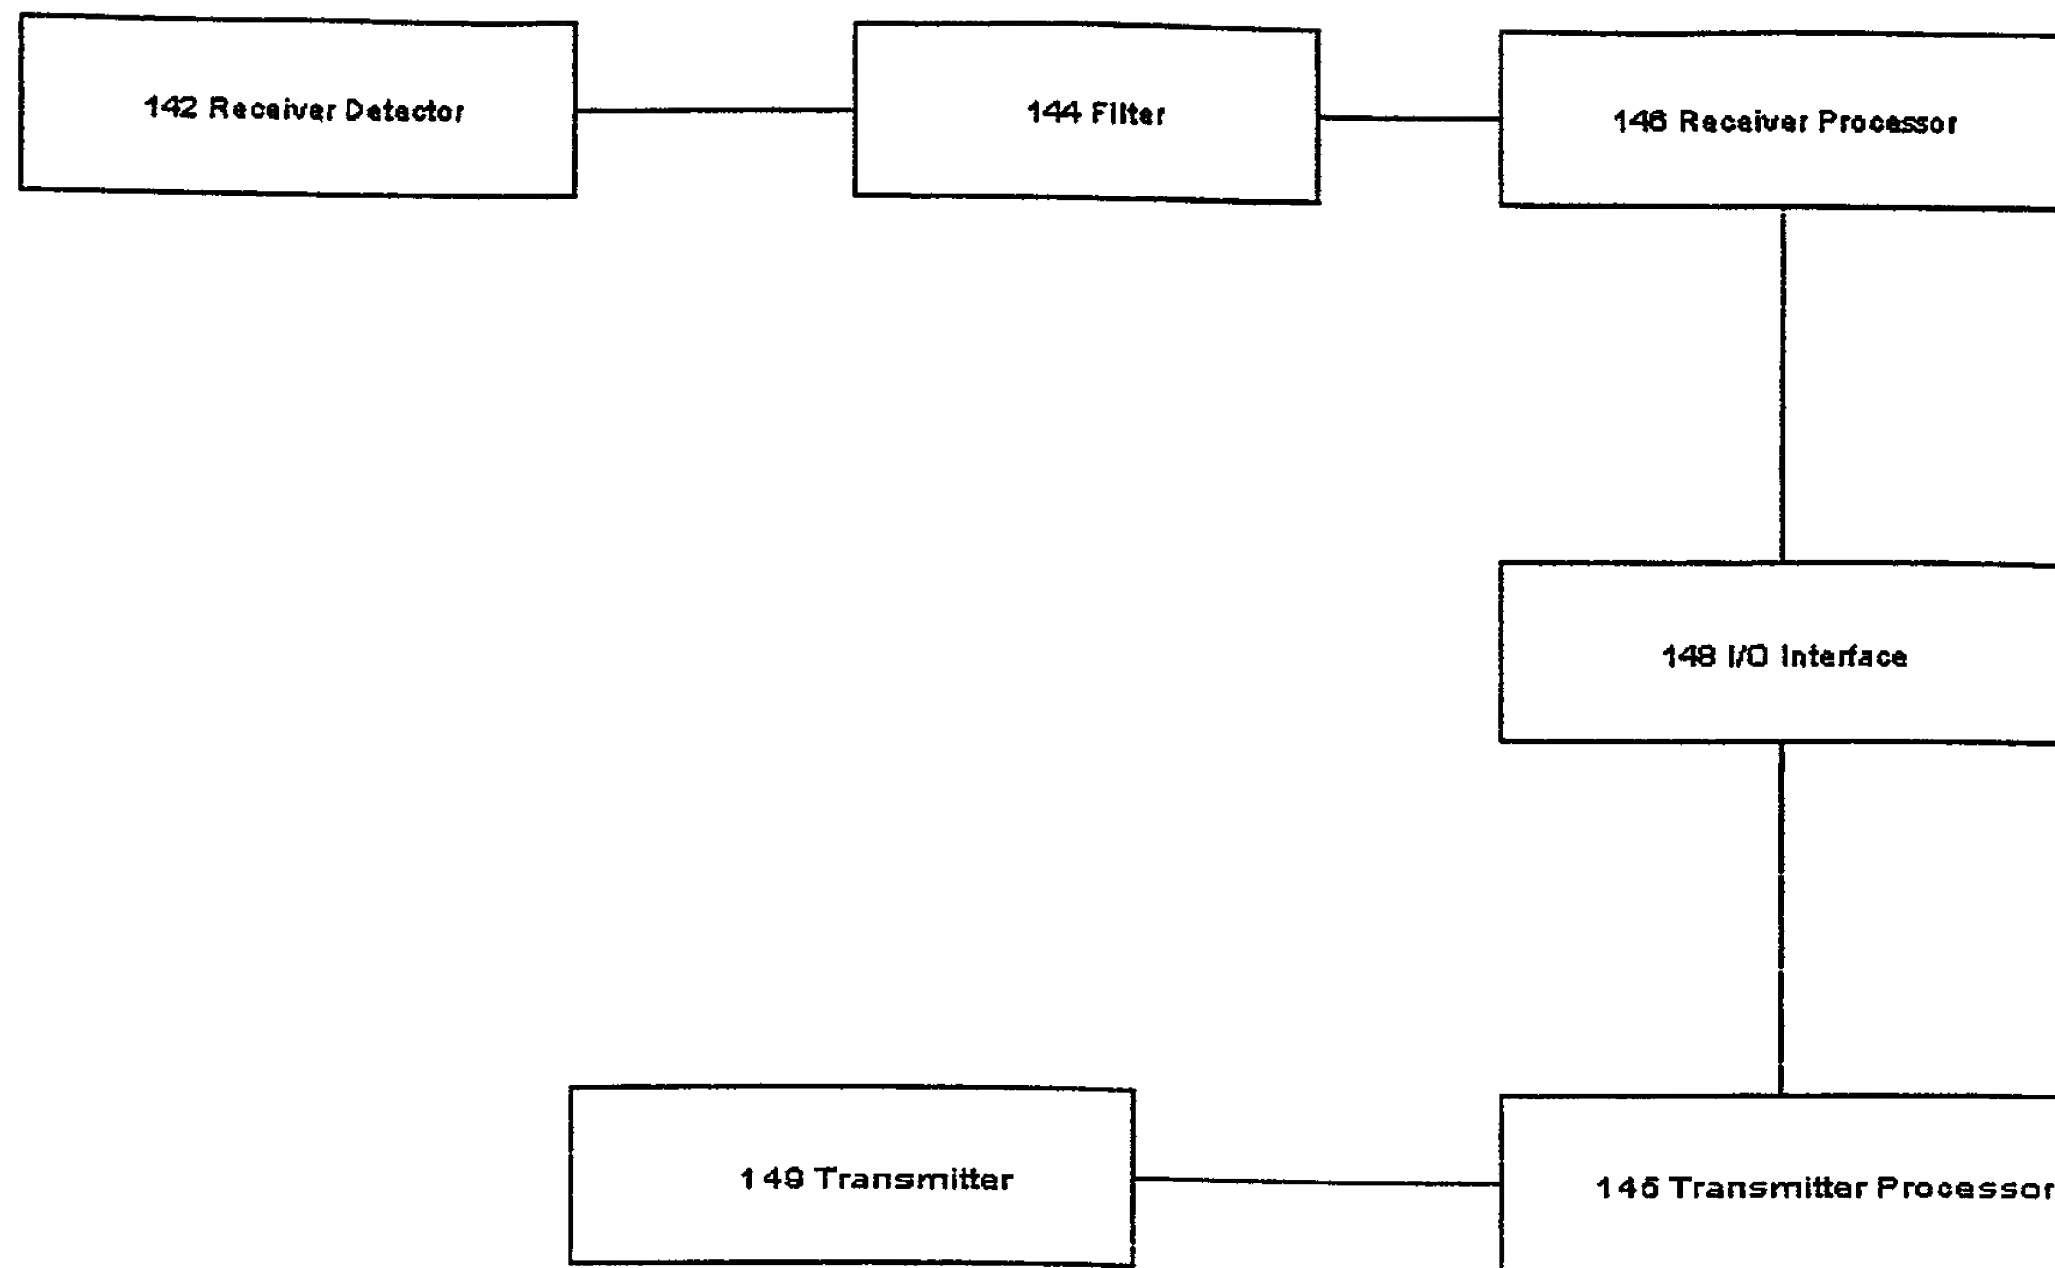 142 Receiver Detector
144 Filter
146 Receiver Processor
148 I/O Interface
149 Transmitter
145 Transmitter Processor